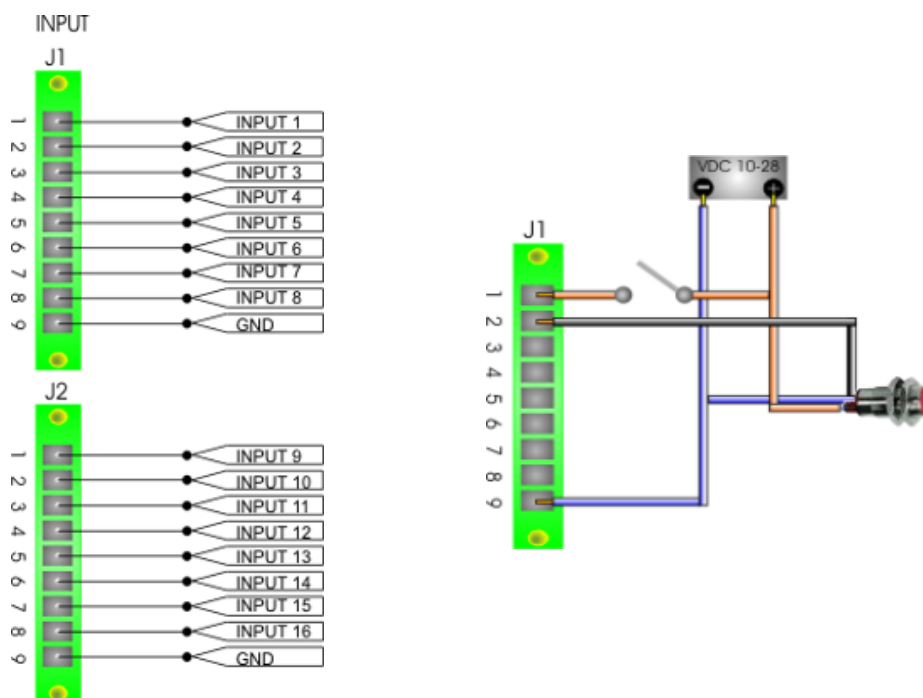 INPUT
J1
1 INPUT 1
2 INPUT 2
3 INPUT 3
4 INPUT 4
5 INPUT 5
6 INPUT 6
7 INPUT 7
8 INPUT 8
9 GND
J2
1 INPUT 9
2 INPUT 10
3 INPUT 11
4 INPUT 12
5 INPUT 13
6 INPUT 14
7 INPUT 15
8 INPUT 16
9 GND
VDC 10-28
- +
J1
1
2
3
4
5
6
7
8
9